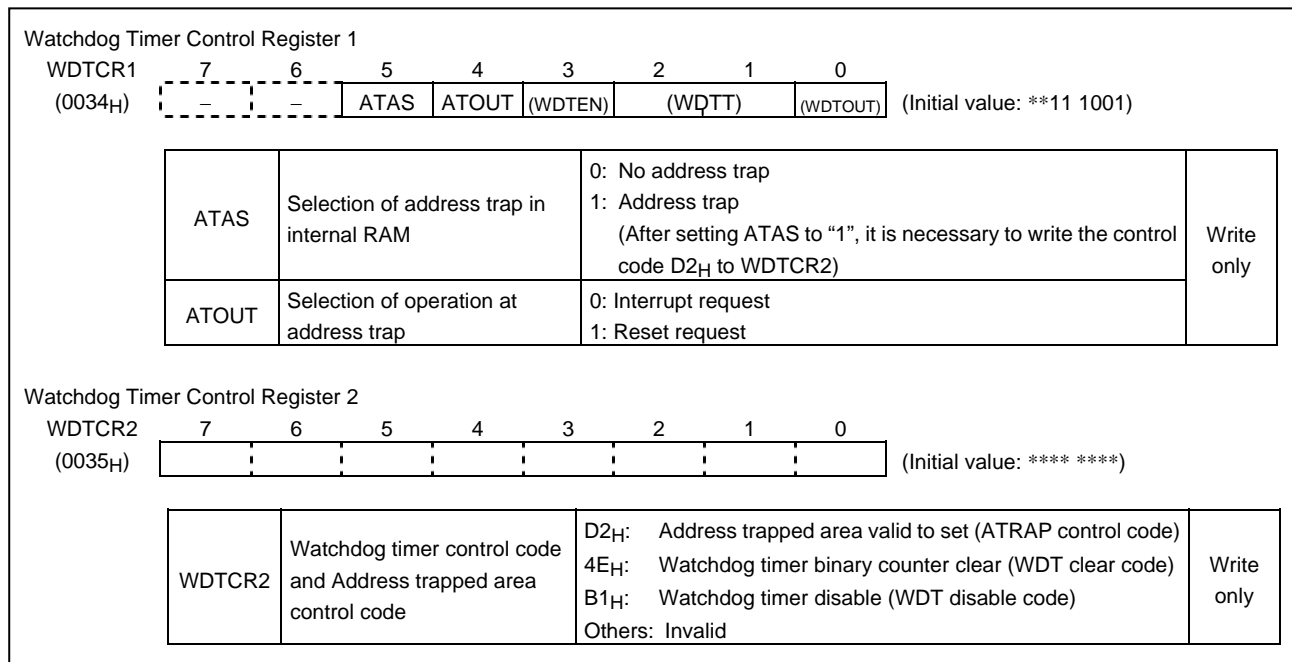 Watchdog Timer Control Register 1
WDTCR1 7 6 5 4 3 2 1 0
(0034H) – – ATAS ATOUT (WDTEN) (WDTT) (WDTOUT) (Initial value: **11 1001)
ATAS Selection of address trap in internal RAM
0: No address trap
1: Address trap
(After setting ATAS to “1”, it is necessary to write the control
code D2H to WDTCR2)
Write only
ATOUT Selection of operation at address trap
0: Interrupt request
1: Reset request
Watchdog Timer Control Register 2
WDTCR2 7 6 5 4 3 2 1 0
(0035H) (Initial value: **** ****)
WDTCR2
Watchdog timer control code
and Address trapped area
control code
D2H: Address trapped area valid to set (ATRAP control code)
4EH: Watchdog timer binary counter clear (WDT clear code)
B1H: Watchdog timer disable (WDT disable code)
Others: Invalid
Write
only